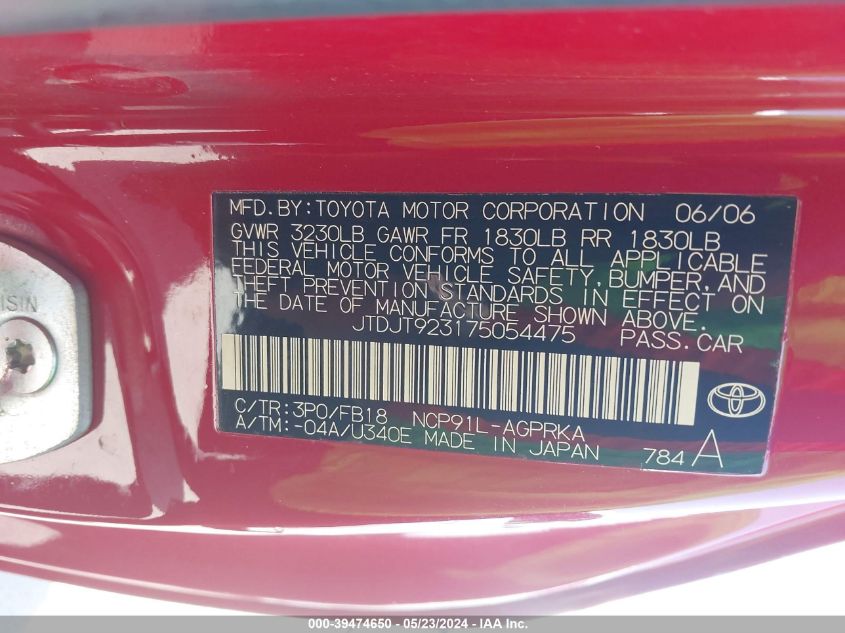 MFD.BY:TOYOTA MOTOR CORPORATION 06/06
GVWR 3230LB GAWR FR 1830LB RR 1830LB
THIS VEHICLE CONFORMS TO ALL APPLICABLE
FEDERAL MOTOR VEHICLE SAFETY,BUMPER,AND
THEFT PREVENTION STANDARDS IN EFFECT ON
THE DATE OF MANUFACTURE SHOWN ABOVE.
JTDJT923175054475 PASS.CAR
ISIN
C/TR:3P0/FB18 NCP91L-AGPRKA
A/TM:-04A/U340E MADE IN JAPAN 784 A
000-39474650 | 05/23/2024 | © IAA Inc.